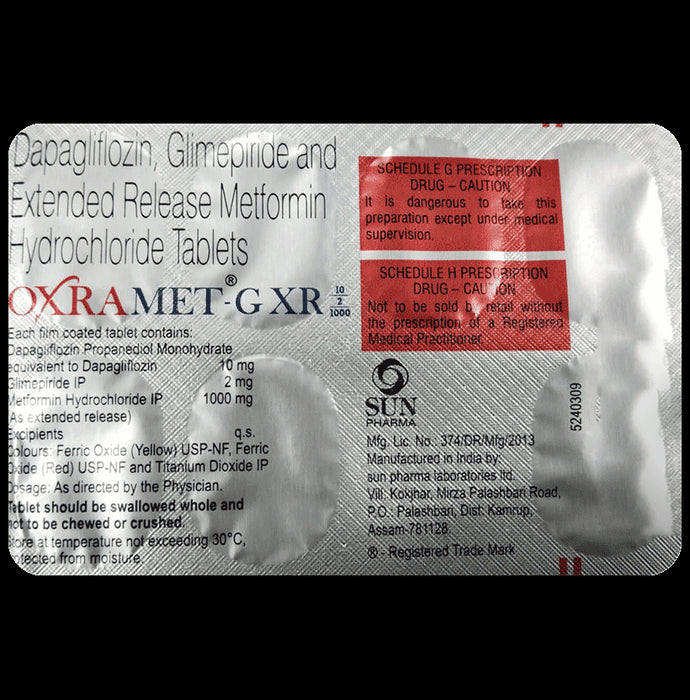 Dapagliflozin, Glimepiride and
Extended Release Metformin
Hydrochloride Tablets
OXRAMET®-G XR 10/2/1000
Each film coated tablet contains:
Dapagliflozin Propanediol Monohydrate
equivalent to Dapagliflozin 10 mg
Glimepiride IP 2 mg
Metformin Hydrochloride IP 1000 mg
(As extended release)
Excipients q.s.
Colours: Ferric Oxide (Yellow) USP-NF, Ferric
Oxide (Red) USP-NF and Titanium Dioxide IP
Dosage: As directed by the Physician.
Tablet should be swallowed whole and
not to be chewed or crushed.
Store at temperature not exceeding 30°C,
protected from moisture.
SCHEDULE G PRESCRIPTION
DRUG – CAUTION
It is dangerous to take this
preparation except under medical
supervision.
SCHEDULE H PRESCRIPTION
DRUG – CAUTION
Not to be sold by retail without
the prescription of a Registered
Medical Practitioner.
SUN
PHARMA
Mfg. Lic. No. 374/DR/Mfg/2013
Manufactured in India by:
sun pharma laboratories ltd.
Vill: Kokjhar, Mirza Palashbari Road,
P.O.: Palashbari, Dist: Kamrup,
Assam-781128
® - Registered Trade Mark
5240309